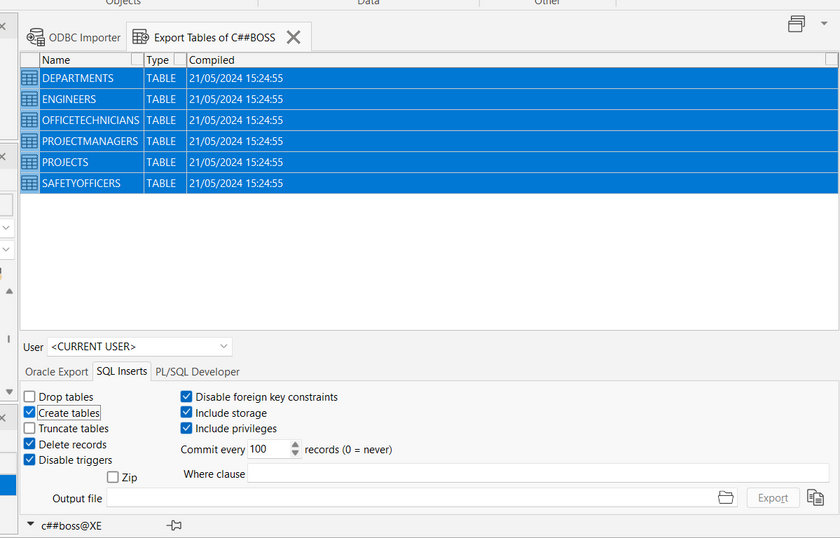 Objects Data Other
ODBC Importer Export Tables of C##BOSS
Name Type Compiled
DEPARTMENTS TABLE 21/05/2024 15:24:55
ENGINEERS TABLE 21/05/2024 15:24:55
OFFICETECHNICIANS TABLE 21/05/2024 15:24:55
PROJECTMANAGERS TABLE 21/05/2024 15:24:55
PROJECTS TABLE 21/05/2024 15:24:55
SAFETYOFFICERS TABLE 21/05/2024 15:24:55
User <CURRENT USER>
Oracle Export SQL Inserts PL/SQL Developer
Drop tables Disable foreign key constraints
Create tables Include storage
Truncate tables Include privileges
Delete records Commit every 100 records (0 = never)
Disable triggers
Zip Where clause
Output file Export
c##boss@XE